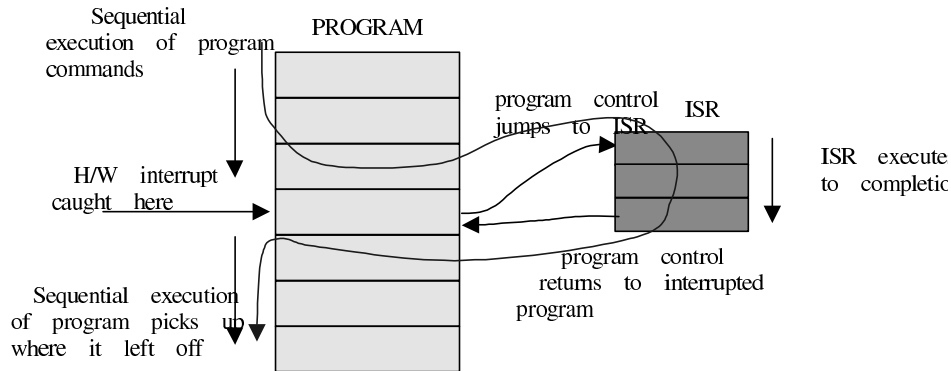 Sequential
execution of program
commands
PROGRAM
program control
jumps to ISR
ISR
H/W interrupt
caught here
ISR execute
to completio
program control
returns to interrupted
program
Sequential execution
of program picks up
where it left off